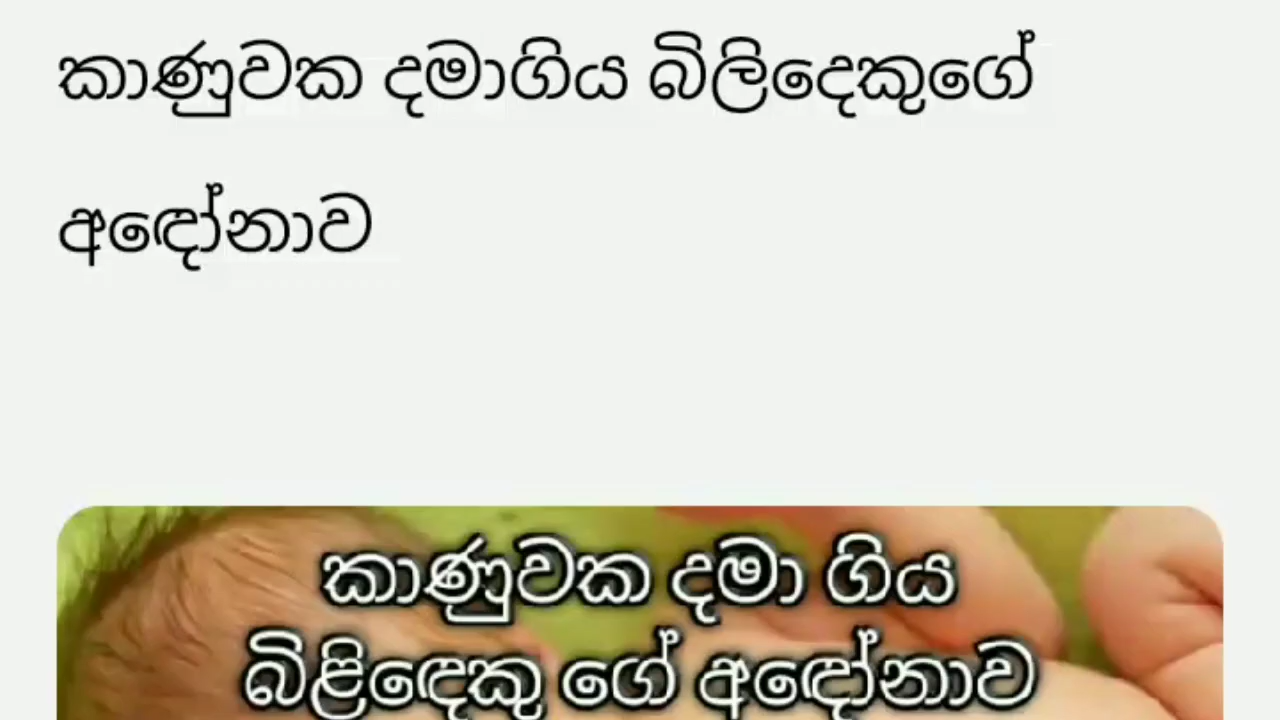 කාණුවක දමාගිය බිලිදෙකුගේ
අඳෝනාව
කාණුවක දමා ගිය
බිළිඳෙකු ගේ අඳෝනාව